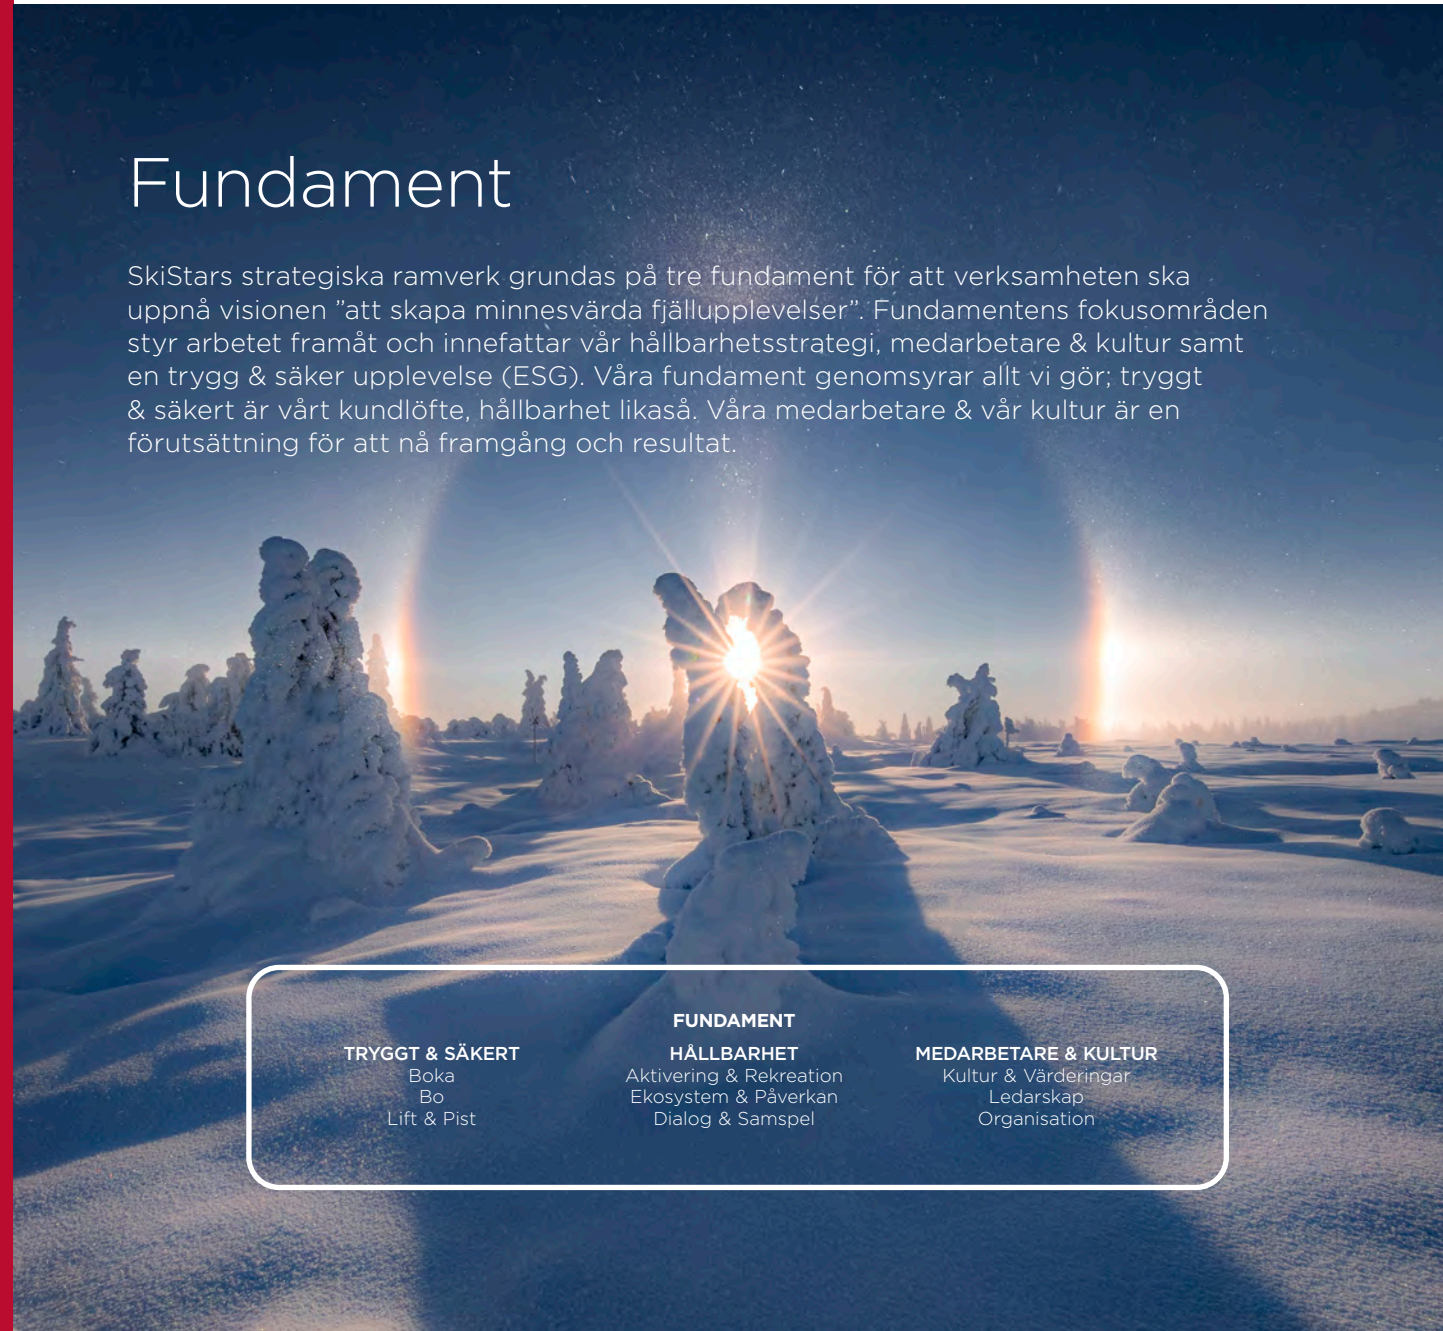 Fundament
SkiStars strategiska ramverk grundas på tre fundament för att verksamheten ska
uppnå visionen ”att skapa minnesvärda fjällupplevelser”. Fundamentens fokusområden
styr arbetet framåt och innefattar vår hållbarhetsstrategi, medarbetare & kultur samt
en trygg & säker upplevelse (ESG). Våra fundament genomsyrar allt vi gör; tryggt
& säkert är vårt kundlöfte, hållbarhet likaså. Våra medarbetare & vår kultur är en
förutsättning för att nå framgång och resultat.
FUNDAMENT
TRYGGT & SÄKERT
Boka
Bo
Lift & Pist
HÅLLBARHET
Aktivering & Rekreation
Ekosystem & Påverkan
Dialog & Samspel
MEDARBETARE & KULTUR
Kultur & Värderingar
Ledarskap
Organisation